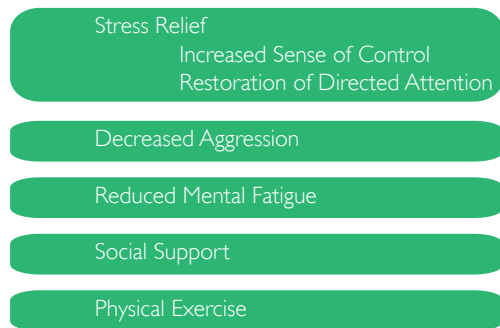 Stress Relief
Increased Sense of Control
Restoration of Directed Attention
Decreased Aggression
Reduced Mental Fatigue
Social Support
Physical Exercise